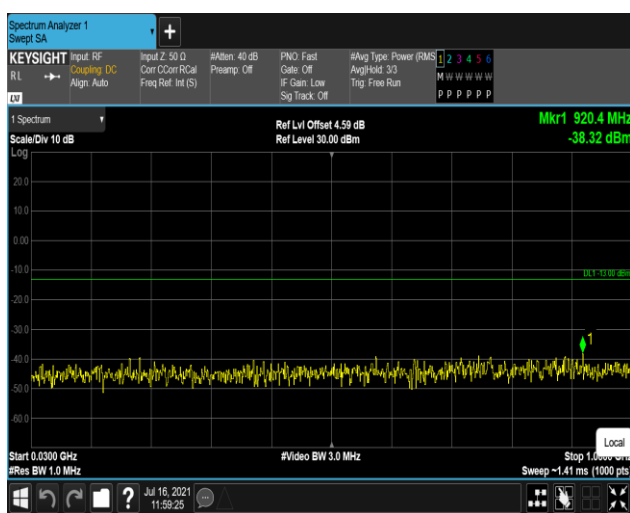 Spectrum Analyzer 1
Swept SA
KEYSIGHT
RL
LXI
Input: RF
Coupling: DC
Align: Auto
Input Z: 50 Ω
Corr CCorr RCal
Freq Ref: Int (S)
#Atten: 40 dB
Preamp: Off
PNO: Fast
Gate: Off
IF Gain: Low
Sig Track: Off
#Avg Type: Power (RMS
Avg|Hold: 3/3
Trig: Free Run
1 2 3 4 5 6
M W W W W W
P P P P P P
1 Spectrum
Scale/Div 10 dB
Log
Ref Lvl Offset 4.59 dB
Ref Level 30.00 dBm
Mkr1 920.4 MHz
-38.32 dBm
20.0
10.0
0.00
-10.0
DL1 -13.00 dBm
-20.0
-30.0
1
-40.0
-50.0
-60.0
Local
Start 0.0300 GHz
#Video BW 3.0 MHz
Stop GHz
#Res BW 1.0 MHz
Sweep ~1.41 ms (1000 pts)
?
Jul 16, 2021
11:59:25